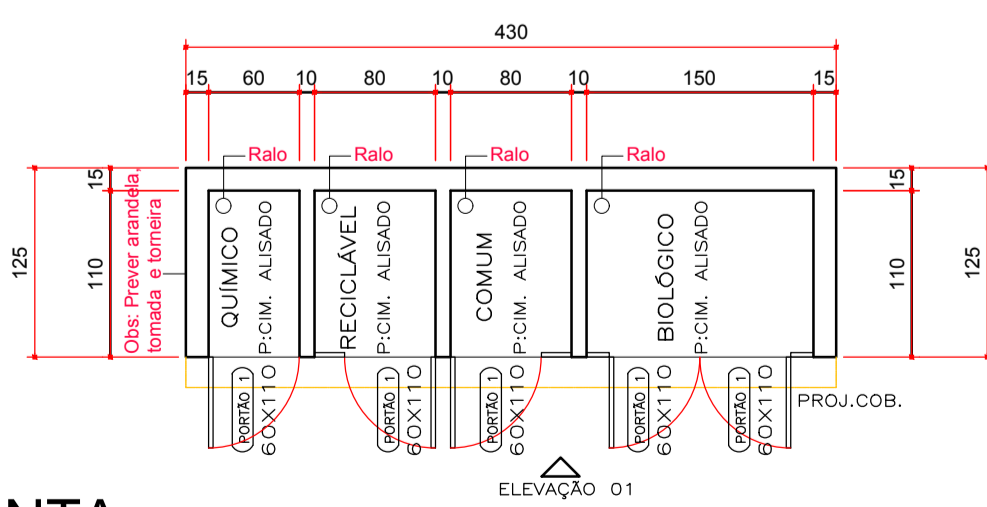 430
15 60 10 80 10 80 10 150 15
Ralo Ralo Ralo Ralo
15
110
125
Obs: Prever arandela,
tomada e torneira
QUÍMICO
P:CIM. ALISADO
RECICLÁVEL
P:CIM. ALISADO
COMUM
P:CIM. ALISADO
BIOLÓGICO
P:CIM. ALISADO
15
110
125
PORTÃO 1
60X110
PORTÃO 1
60X110
PORTÃO 1
60X110
PORTÃO 1
60X110
PORTÃO 1
60X110
PROJ.COB.
ELEVAÇÃO 01
NTA